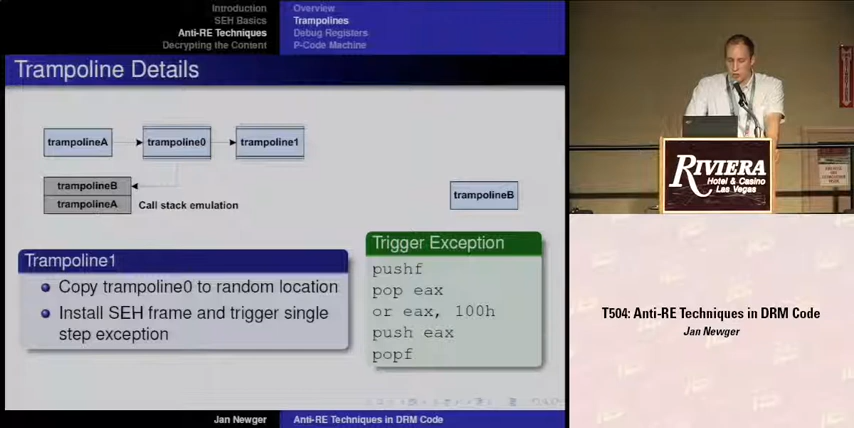 Introduction
SEH Basics
Anti-RE Techniques
Decrypting the Content
Overview
Trampolines
Debug Registers
P-Code Machine
Trampoline Details
trampolineA
trampoline0
trampoline1
trampolineB
trampolineA
Call stack emulation
trampolineB
Trampoline1
Copy trampoline0 to random location
Install SEH frame and trigger single
step exception
Trigger Exception
pushf
pop eax
or eax, 100h
push eax
popf
Jan Newger
Anti-RE Techniques in DRM Code
RIVIERA
Hotel & Casino
Las Vegas
T504: Anti-RE Techniques in DRM Code
Jan Newger